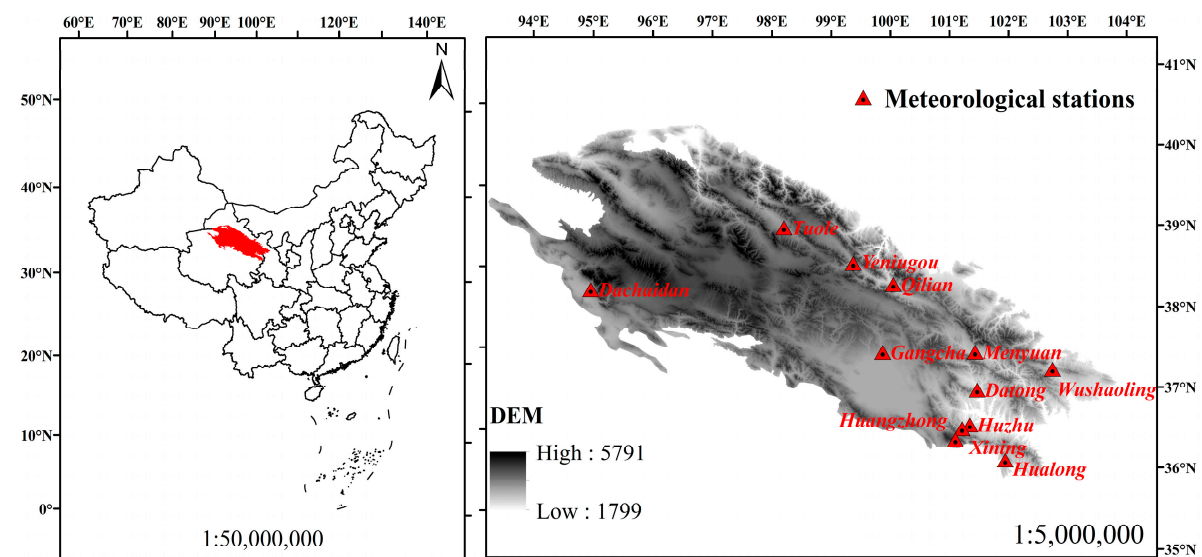 60°E 70°E 80°E 90°E 100°E 120°E 140°E
N
50°N
40°N
30°N
20°N
10°N
0°
1:50,000,000
94°E 95°E 96°E 97°E 98°E 99°E 100°E 101°E 102°E 103°E 104°E
41°N
Meteorological stations
40°N
39°N
Tuole
Yeniugou
Qilian
Dachaidan
38°N
Gangcha Menyuan
37°N
Datong Wushaoling
Huangzhong Huzhu
Xining
36°N
Hualong
DEM
High : 5791
Low : 1799
1:5,000,000
35°N